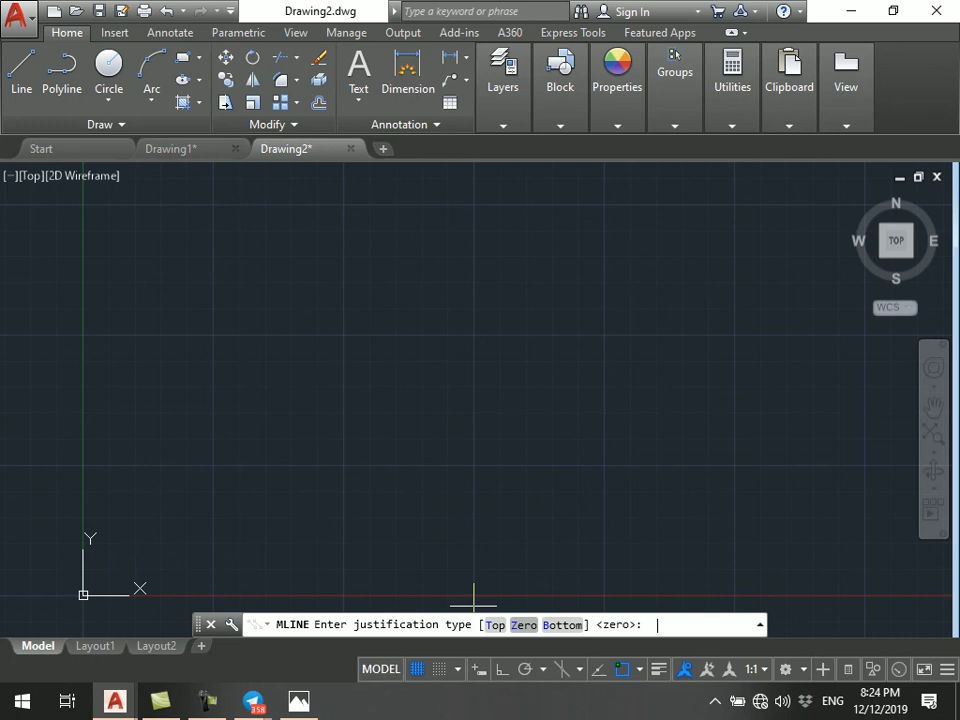 Drawing2.dwg
Type a keyword or phrase
Sign In
Home Insert Annotate Parametric View Manage Output Add-ins A360 Express Tools Featured Apps
Line Polyline Circle Arc Text Dimension Layers Block Properties Groups Utilities Clipboard View
Draw Modify Annotation
Start Drawing1* Drawing2*
[−][Top][2D Wireframe]
N
W TOP E
S
WCS
Y
X
MLINE Enter justification type [Top Zero Bottom] <zero>:
Model Layout1 Layout2
MODEL 1:1
358
ENG
8:24 PM
12/12/2019